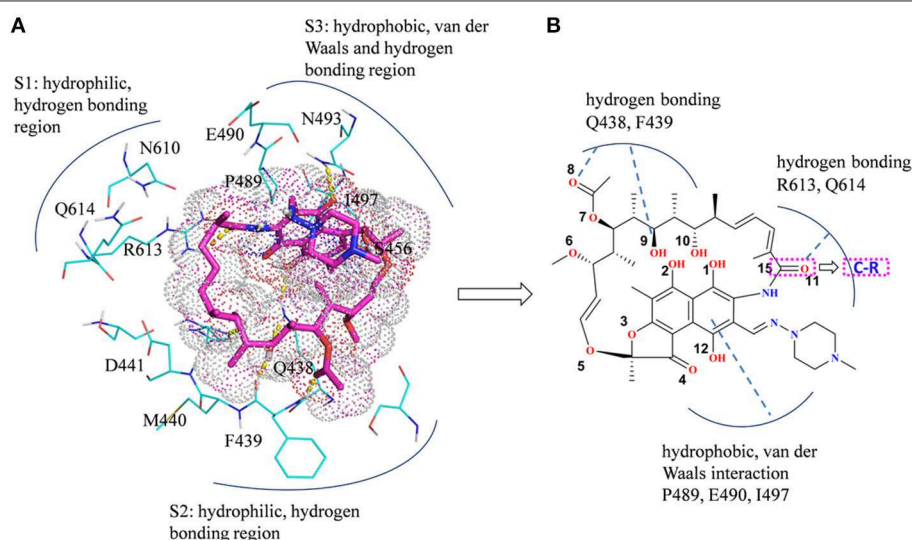 A
S3: hydrophobic, van der
Waals and hydrogen
bonding region
S1: hydrophilic,
hydrogen bonding
region
E490
N493
N610
P489
I497
Q614
R613
S456
D441
Q438
M440
F439
S2: hydrophilic, hydrogen
bonding region
B
hydrogen bonding
Q438, F439
hydrogen bonding
R613, Q614
8
O
7
O
6
O
9
OH
10
OH
15
O
11
C-R
2
OH
1
OH
NH
3
O
N
N
N
12
OH
5
O
4
O
hydrophobic, van der
Waals interaction
P489, E490, I497